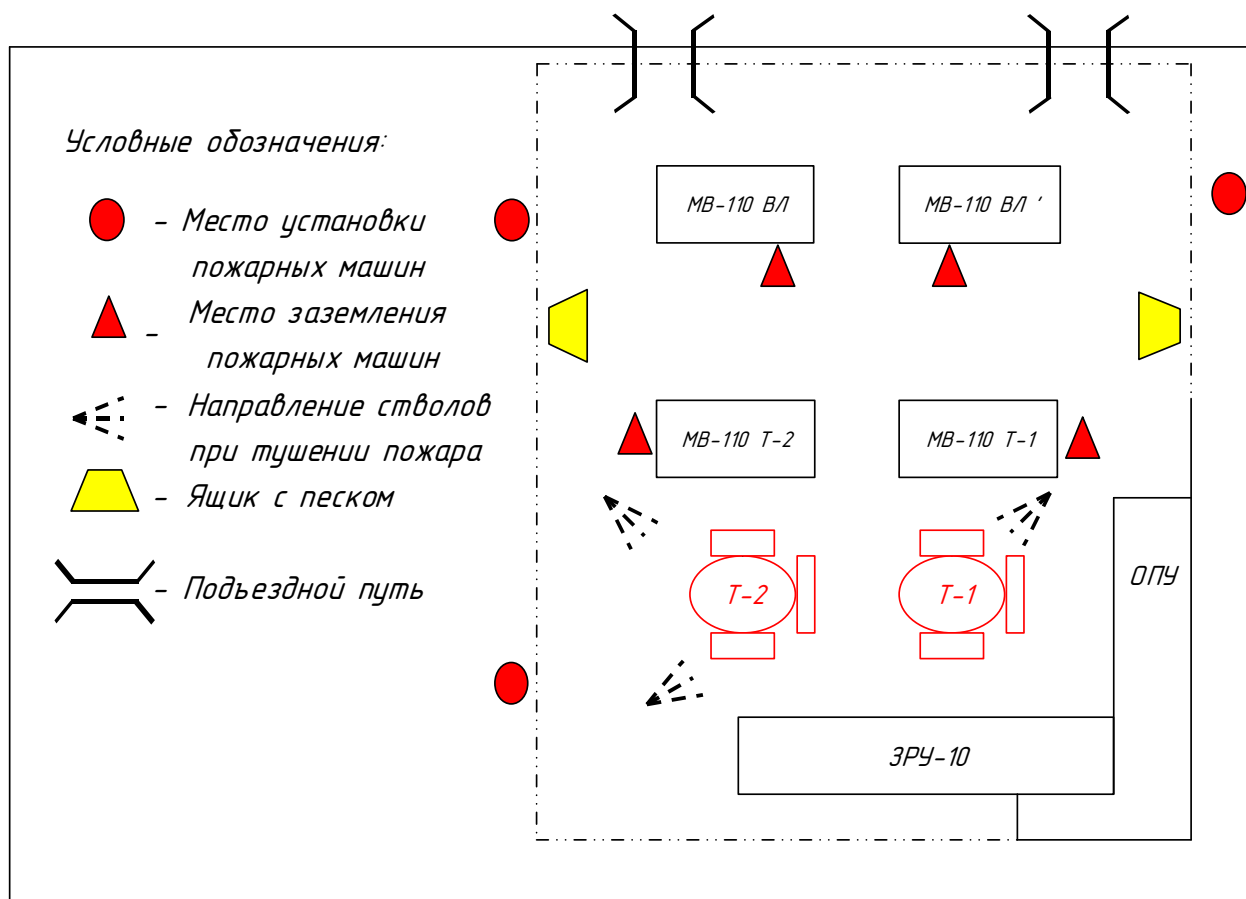 Условные обозначения:
- Место установки
пожарных машин
- Место заземления
пожарных машин
- Направление стволов
при тушении пожара
- Ящик с песком
- Подъездной путь
МВ-110 ВЛ
МВ-110 ВЛ '
МВ-110 Т-2
МВ-110 Т-1
Т-2
Т-1
ОПУ
ЗРУ-10